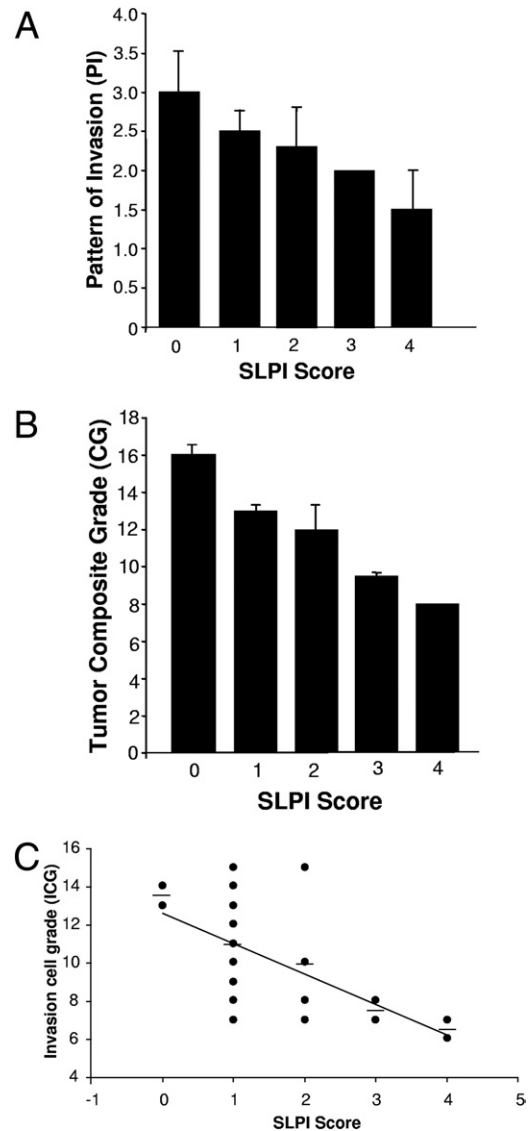 A
Pattern of Invasion (PI)
4.0
3.5
3.0
2.5
2.0
1.5
1.0
0.5
0
0 1 2 3 4
SLPI Score
B
Tumor Composite Grade (CG)
18
16
14
12
10
8
6
4
2
0
0 1 2 3 4
SLPI Score
C
Invasion cell grade (ICG)
16
14
12
10
8
6
4
-1 0 1 2 3 4 5
SLPI Score